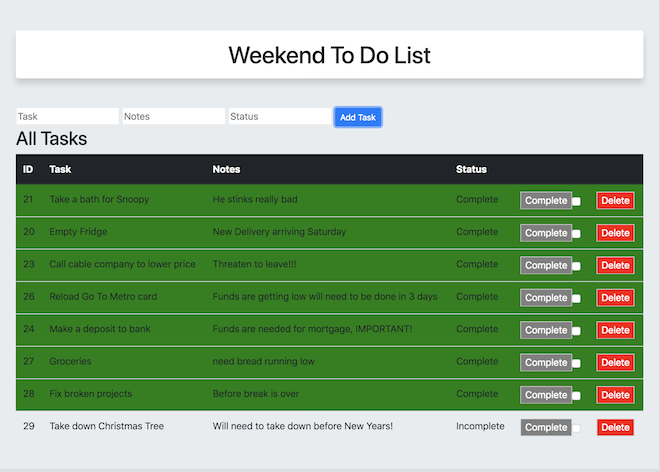 Weekend To Do List
Task Notes Status Add Task
All Tasks
ID Task Notes Status
21 Take a bath for Snoopy He stinks really bad Complete Complete Delete
20 Empty Fridge New Delivery arriving Saturday Complete Complete Delete
23 Call cable company to lower price Threaten to leave!!! Complete Complete Delete
26 Reload Go To Metro card Funds are getting low will need to be done in 3 days Complete Complete Delete
24 Make a deposit to bank Funds are needed for mortgage, IMPORTANT! Complete Complete Delete
27 Groceries need bread running low Complete Complete Delete
28 Fix broken projects Before break is over Complete Complete Delete
29 Take down Christmas Tree Will need to take down before New Years! Incomplete Complete Delete